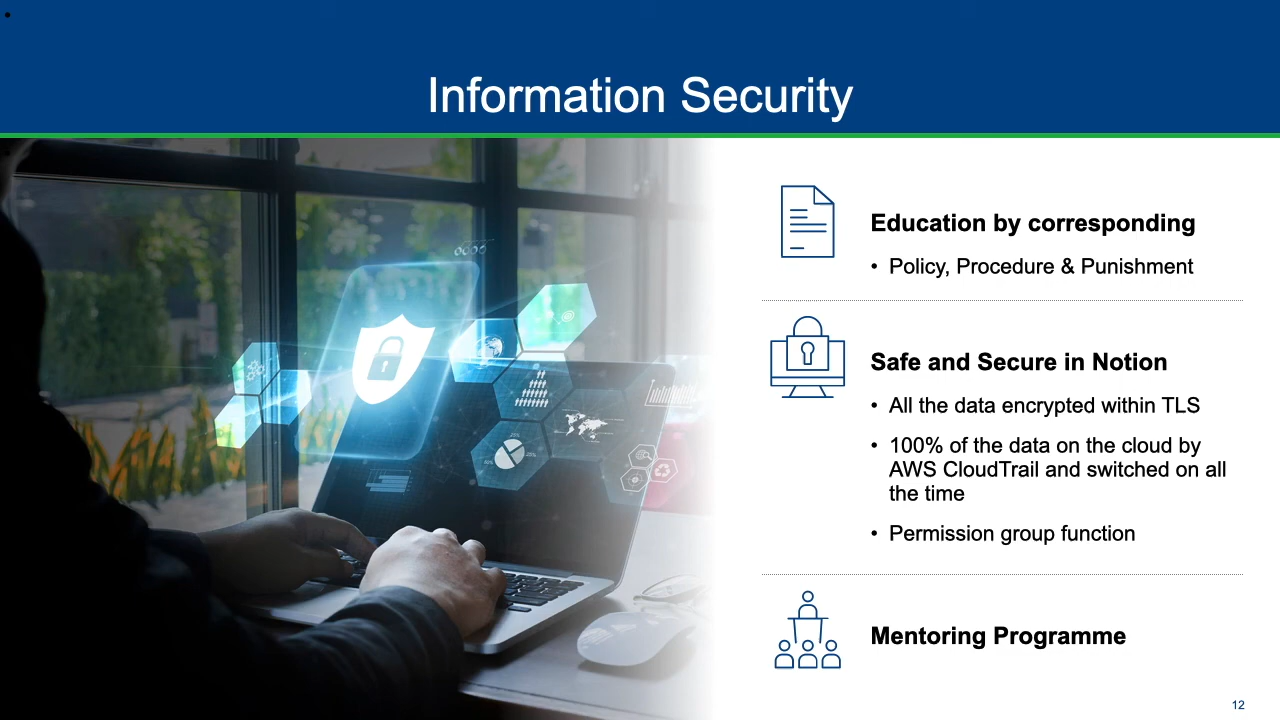 Information Security
Education by corresponding
• Policy, Procedure & Punishment
Safe and Secure in Notion
• All the data encrypted within TLS
• 100% of the data on the cloud by
AWS CloudTrail and switched on all
the time
• Permission group function
Mentoring Programme
12